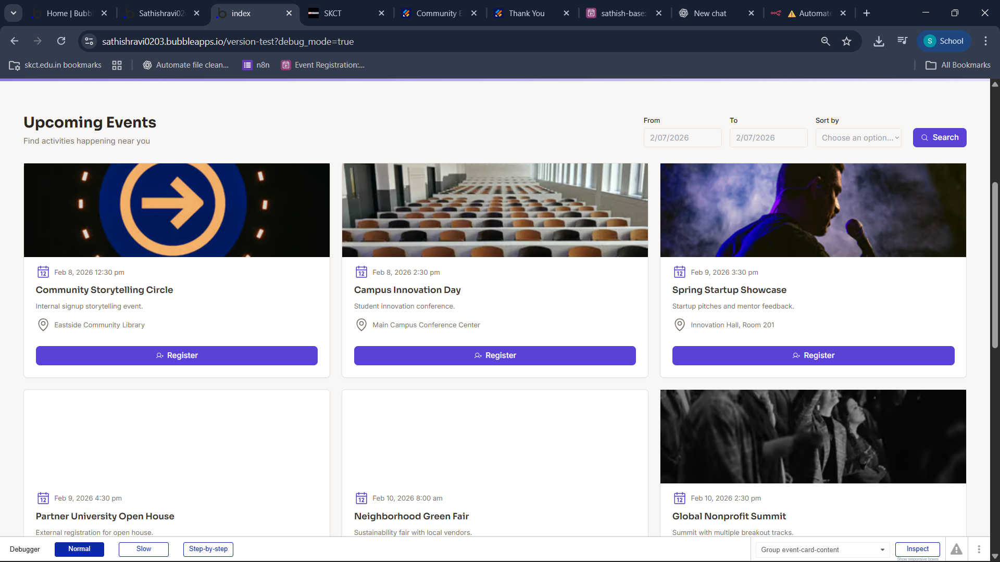 Home | Bubb
Sathishravi02
index
SKCT
Community E
Thank You
sathish-base:
New chat
Automate
sathishravi0203.bubbleapps.io/version-test?debug_mode=true
S
School
skct.edu.in bookmarks
Automate file clean...
n8n
Event Registration:...
All Bookmarks
Upcoming Events
Find activities happening near you
From
To
Sort by
2/07/2026
2/07/2026
Choose an option...
Search
12
Feb 8, 2026 12:30 pm
Community Storytelling Circle
Internal signup storytelling event.
Eastside Community Library
Register
12
Feb 8, 2026 2:30 pm
Campus Innovation Day
Student innovation conference.
Main Campus Conference Center
Register
12
Feb 9, 2026 3:30 pm
Spring Startup Showcase
Startup pitches and mentor feedback.
Innovation Hall, Room 201
Register
12
Feb 9, 2026 4:30 pm
Partner University Open House
External registration for open house.
12
Feb 10, 2026 8:00 am
Neighborhood Green Fair
Sustainability fair with local vendors.
12
Feb 10, 2026 2:30 pm
Global Nonprofit Summit
Summit with multiple breakout tracks.
Debugger
Normal
Slow
Step-by-step
Group event-card-content
Inspect
Show responsive boxes